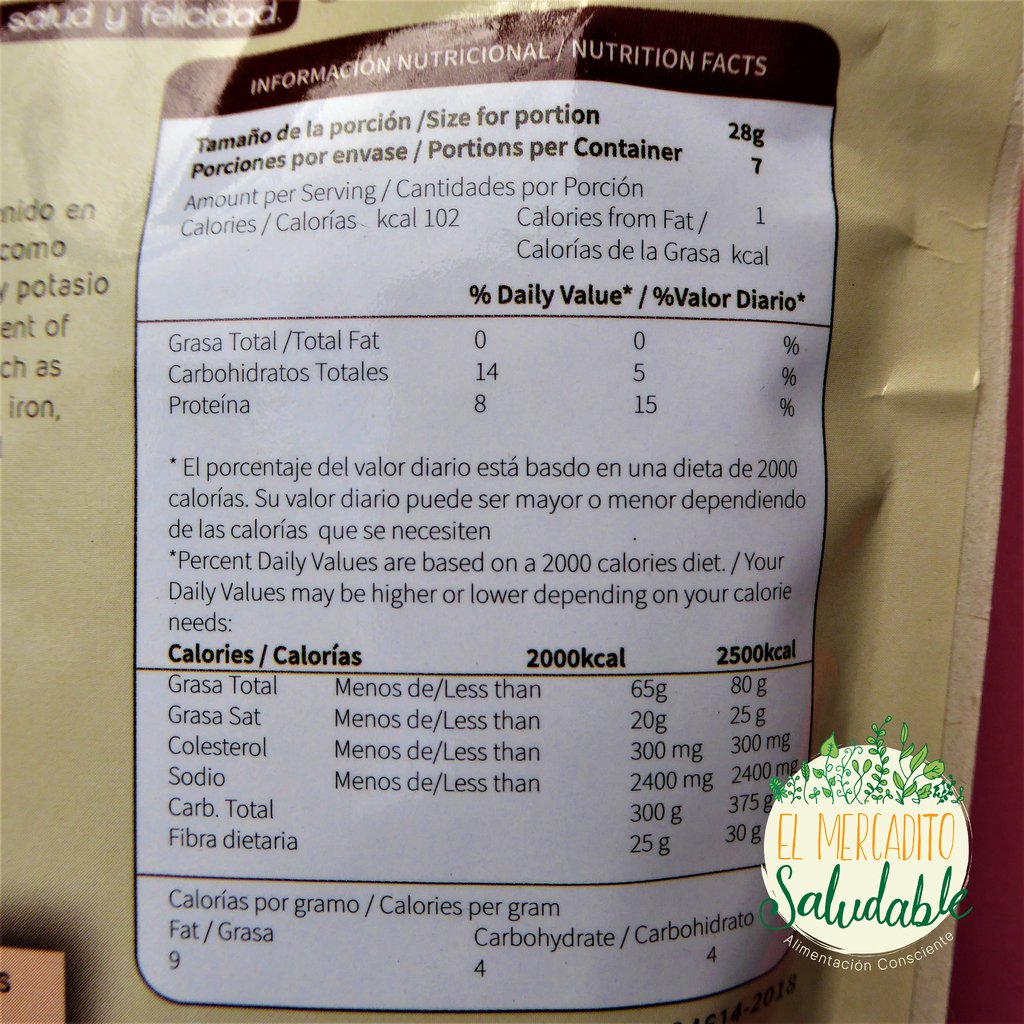 salud y felicidad.
INFORMACIÓN NUTRICIONAL / NUTRITION FACTS
Tamaño de la porción /Size for portion 28g
Porciones por envase / Portions per Container 7
Amount per Serving / Cantidades por Porción
Calories / Calorías kcal 102 Calories from Fat / 1
Calorías de la Grasa kcal
% Daily Value* / %Valor Diario*
Grasa Total /Total Fat 0 0 %
Carbohidratos Totales 14 5 %
Proteína 8 15 %
* El porcentaje del valor diario está basdo en una dieta de 2000
calorías. Su valor diario puede ser mayor o menor dependiendo
de las calorías que se necesiten
*Percent Daily Values are based on a 2000 calories diet. / Your
Daily Values may be higher or lower depending on your calorie
needs:
Calories / Calorías 2000kcal 2500kcal
Grasa Total Menos de/Less than 65g 80 g
Grasa Sat Menos de/Less than 20g 25 g
Colesterol Menos de/Less than 300 mg 300 mg
Sodio Menos de/Less than 2400 mg 2400 mg
Carb. Total 300 g 375 g
Fibra dietaria 25 g 30 g
Calorías por gramo / Calories per gram
Fat / Grasa Carbohydrate / Carbohidrato
9 4 4
en
como
y potasio
of
as
iron,
EL MERCADITO
Saludable
Alimentación Consciente